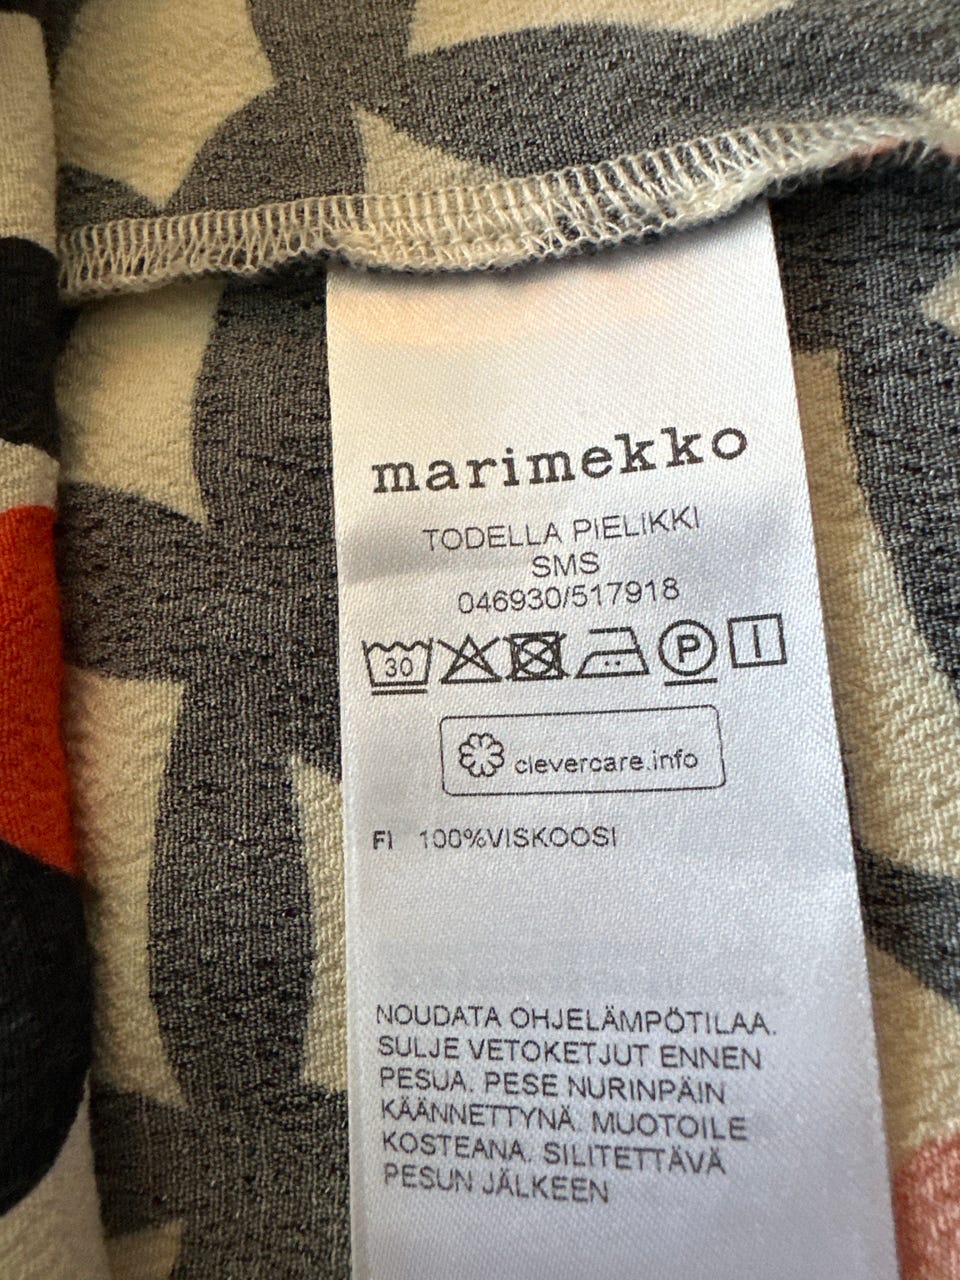 marimekko
TODELLA PIELIKKI
SMS
046930/517918
30 P
clevercare.info
FI 100%VISKOOSI
NOUDATA OHJELÄMPÖTILAA.
SULJE VETOKETJUT ENNEN
PESUA. PESE NURINPÄIN
KÄÄNNETTYNÄ. MUOTOILE
KOSTEANA. SILITETTÄVÄ
PESUN JÄLKEEN